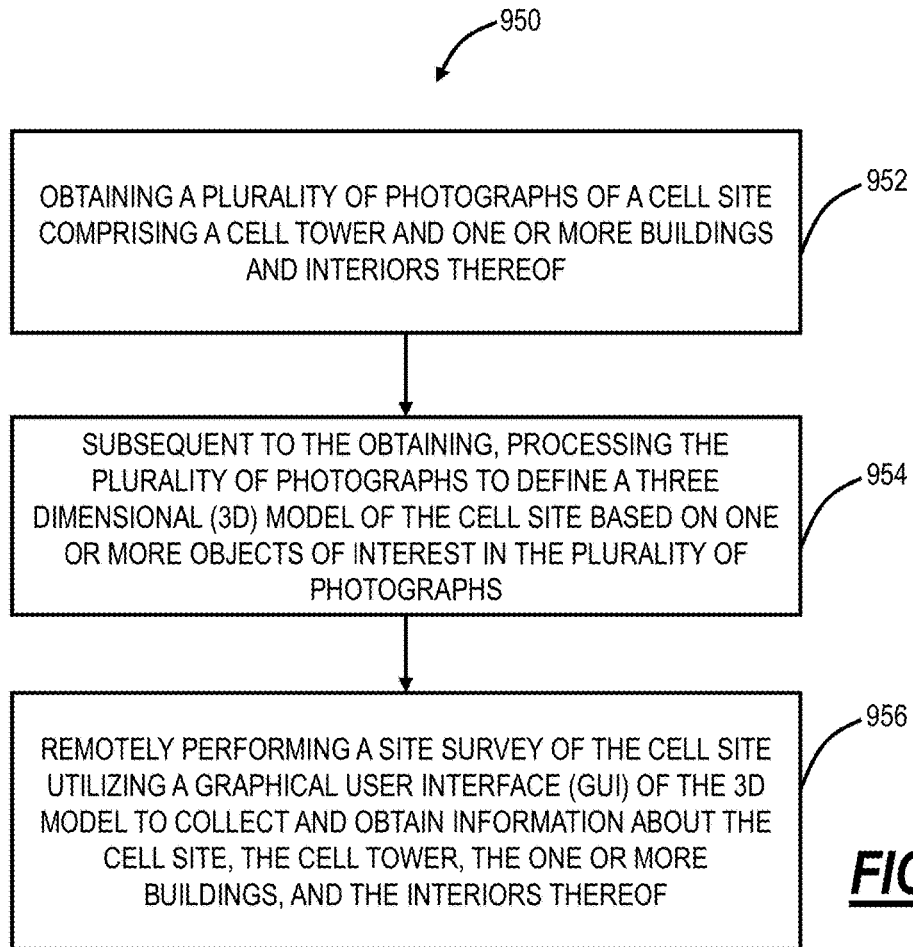 950
OBTAINING A PLURALITY OF PHOTOGRAPHS OF A CELL SITE
COMPRISING A CELL TOWER AND ONE OR MORE BUILDINGS
AND INTERIORS THEREOF
952
SUBSEQUENT TO THE OBTAINING, PROCESSING THE
PLURALITY OF PHOTOGRAPHS TO DEFINE A THREE
DIMENSIONAL (3D) MODEL OF THE CELL SITE BASED ON ONE
OR MORE OBJECTS OF INTEREST IN THE PLURALITY OF
PHOTOGRAPHS
954
REMOTELY PERFORMING A SITE SURVEY OF THE CELL SITE
UTILIZING A GRAPHICAL USER INTERFACE (GUI) OF THE 3D
MODEL TO COLLECT AND OBTAIN INFORMATION ABOUT THE
CELL SITE, THE CELL TOWER, THE ONE OR MORE
BUILDINGS, AND THE INTERIORS THEREOF
956